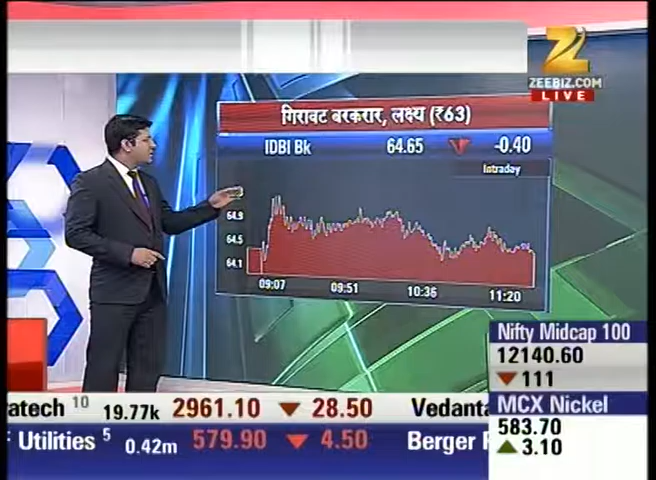 ZEEBIZ.COM
LIVE
गिरावट बरकरार, लक्ष्य (₹63)
IDBI Bk 64.65 -0.40
Intraday
64.9
64.5
64.1
09:07 09:51 10:36 11:20
Nifty Midcap 100
12140.60
111
MCX Nickel
583.70
3.10
ratech 10 19.77K 2961.10 28.50 Vedant
Utilities 5 0.42m 579.90 4.50 Berger